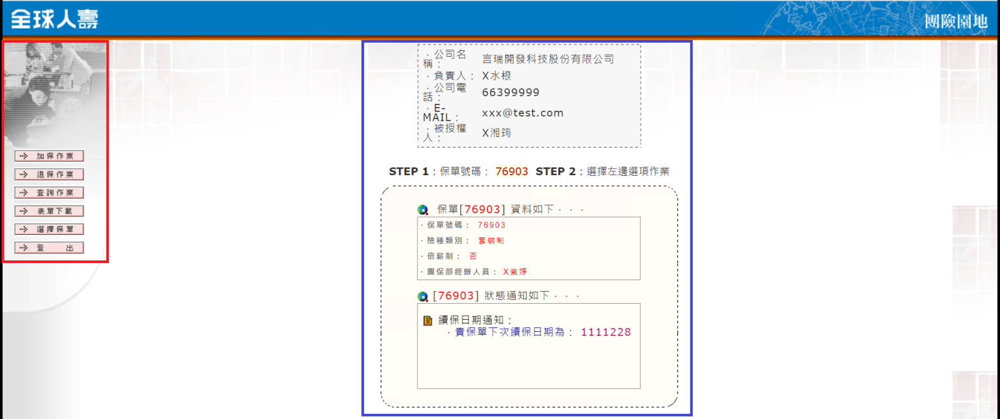 全球人壽
團險園地
加保作業
退保作業
查詢作業
表單下載
選擇保單
登 出
·公司名稱： 言瑞開發科技股份有限公司
·負責人： X水根
·公司電話： 66399999
·E-MAIL： xxx@test.com
·被授權人： X湘筠
STEP 1：保單號碼： 76903 STEP 2：選擇左邊選項作業
保單[76903] 資料如下．．．
·保單號碼： 76903
·險種類別： 套裝制
·倍薪制： 否
·團保部經辦人員： X紫婷
[76903] 狀態通知如下．．．
續保日期通知：
·貴保單下次續保日期為： 1111228